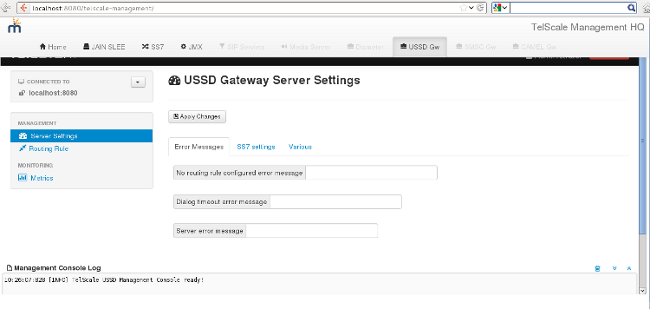 localhost:8080/telscale-management/
TelScale Management HQ
Home JAIN SLEE SS7 JMX SIP Servlets Media Server Diameter USSD Gw SMSC Gw CAMEL Gw
CONNECTED TO
localhost:8080
USSD Gateway Server Settings
Apply Changes
MANAGEMENT
Server Settings
Routing Rule
MONITORING
Metrics
Error Messages SS7 settings Various
No routing rule configured error message
Dialog timeout error message
Server error message
Management Console Log
10:26:07:828 [INFO] TelScale USSD Management Console ready!